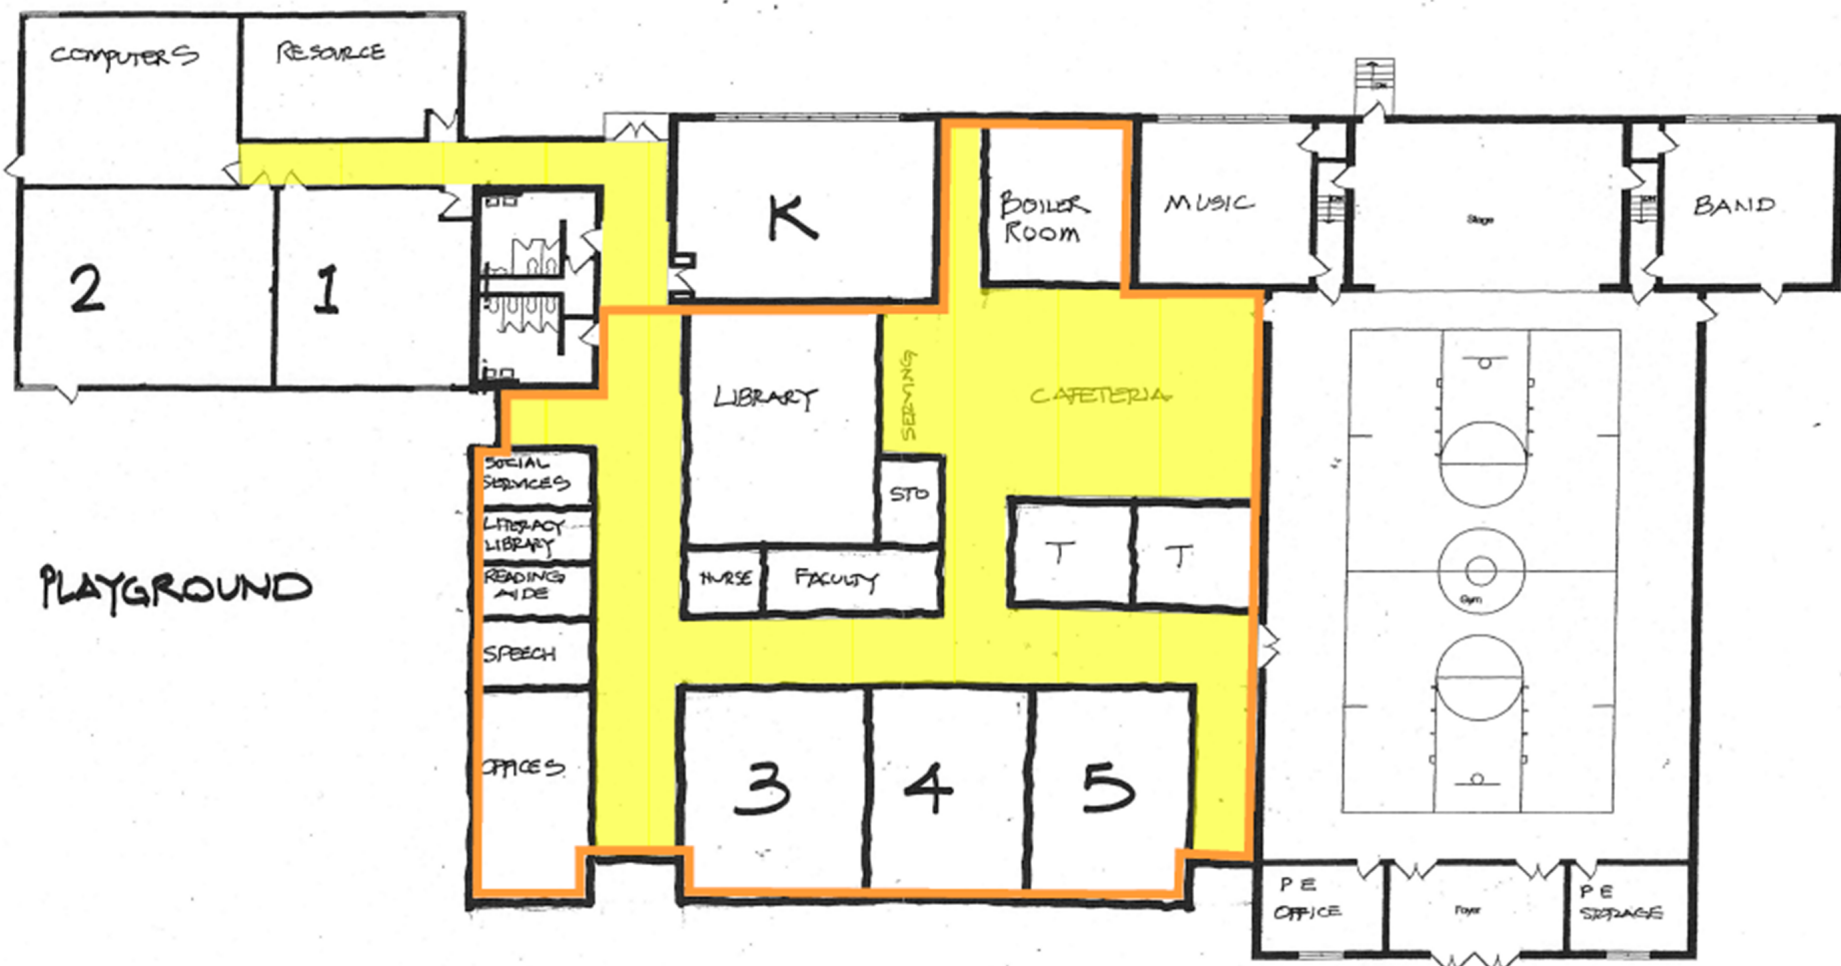 COMPUTERS
RESOURCE
K
BOILER
ROOM
MUSIC
Stage
BAND
2
1
LIBRARY
SERVING
CAFETERIA
SOCIAL
SERVICES
STO
LITERACY
LIBRARY
T
T
PLAYGROUND
READING
AIDE
NURSE
FACULTY
Gym
SPEECH
OFFICES
3
4
5
PE
OFFICE
Foyer
PE
STORAGE